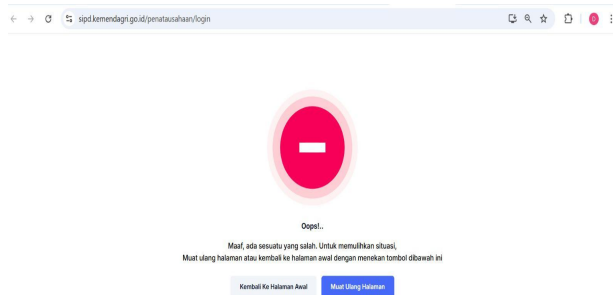 sipd.kemendagri.go.id/penatausahaan/login
Oops!..
Maaf, ada sesuatu yang salah. Untuk memulihkan situasi,
Muat ulang halaman atau kembali ke halaman awal dengan menekan tombol dibawah ini
Kembali Ke Halaman Awal Muat Ulang Halaman